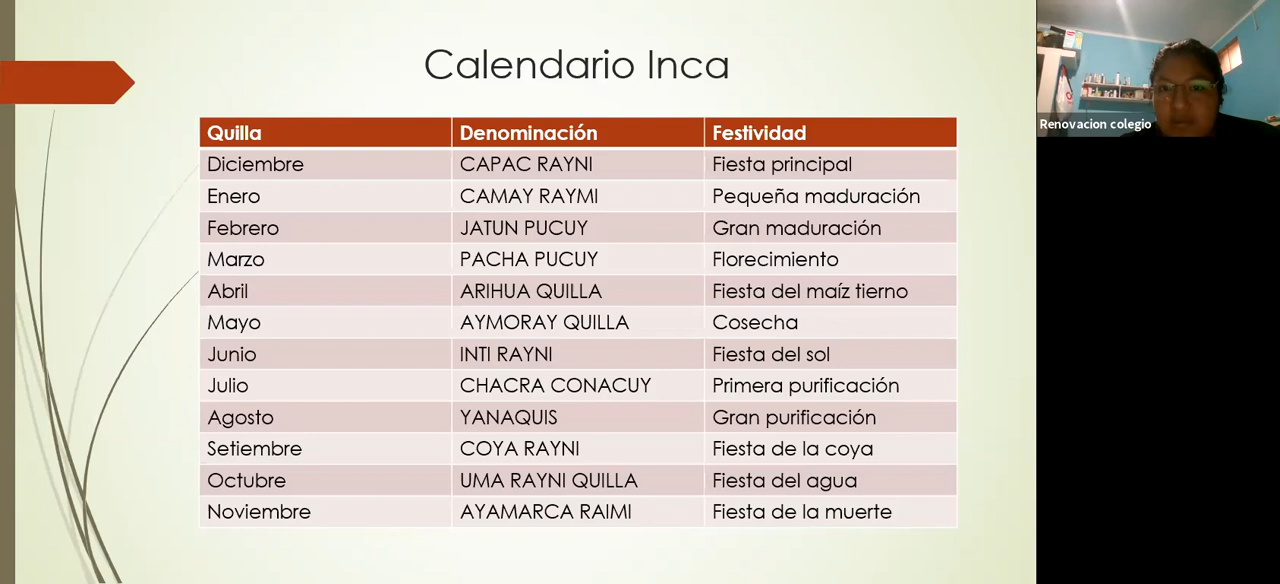 Calendario Inca
Quilla Denominación Festividad
Diciembre CAPAC RAYNI Fiesta principal
Enero CAMAY RAYMI Pequeña maduración
Febrero JATUN PUCUY Gran maduración
Marzo PACHA PUCUY Florecimiento
Abril ARIHUA QUILLA Fiesta del maíz tierno
Mayo AYMORAY QUILLA Cosecha
Junio INTI RAYNI Fiesta del sol
Julio CHACRA CONACUY Primera purificación
Agosto YANAQUIS Gran purificación
Setiembre COYA RAYNI Fiesta de la coya
Octubre UMA RAYNI QUILLA Fiesta del agua
Noviembre AYAMARCA RAIMI Fiesta de la muerte
Renovacion colegio